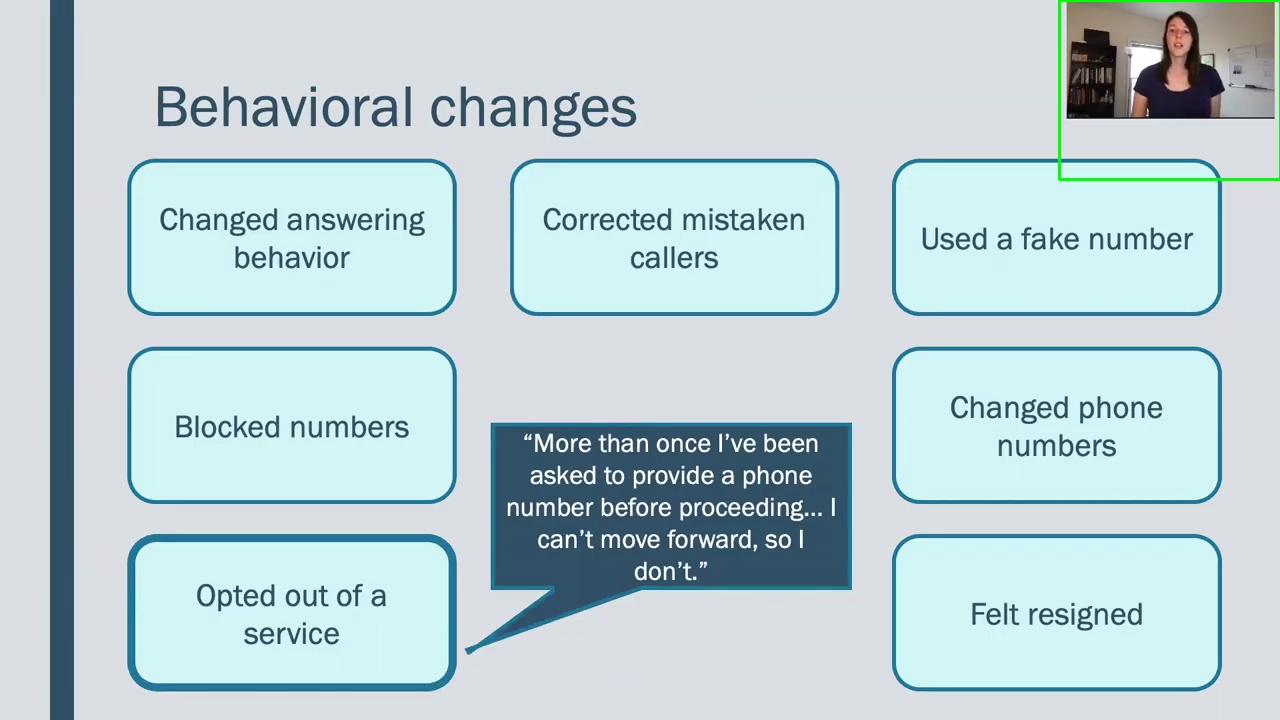 Behavioral changes
Changed answering
behavior
Corrected mistaken
callers
Used a fake number
Blocked numbers
Changed phone
numbers
“More than once I’ve been
asked to provide a phone
number before proceeding... I
can’t move forward, so I
don’t.”
Opted out of a
service
Felt resigned